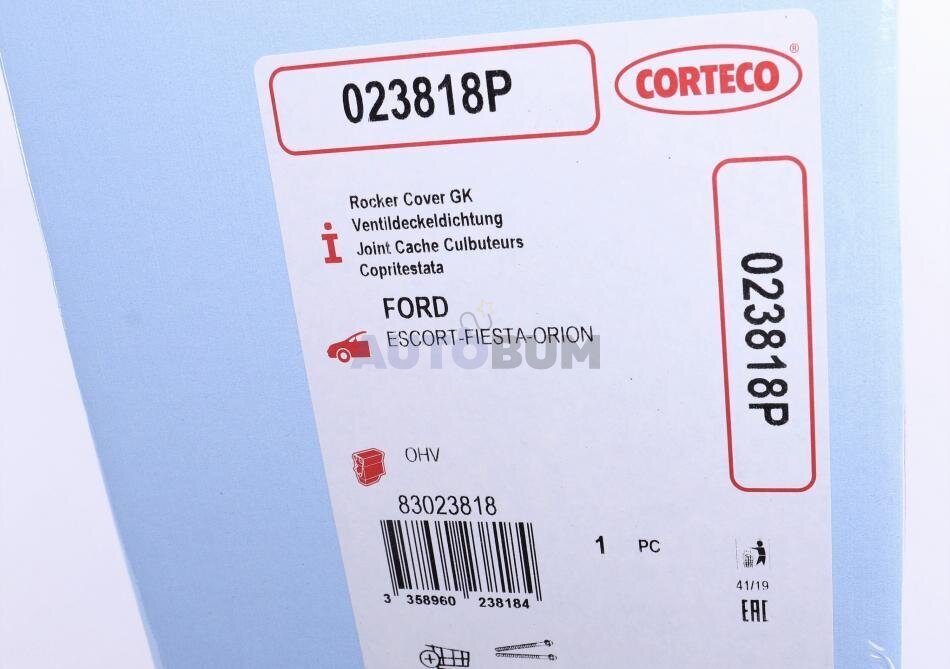 023818P
CORTECO®
Rocker Cover GK
Ventildeckeldichtung
Joint Cache Culbuteurs
Copritestata
i
FORD
ESCORT-FIESTA-ORION
AUTOBUM
023818P
OHV
83023818
3 358960 238184
1 PC
41/19
EAC